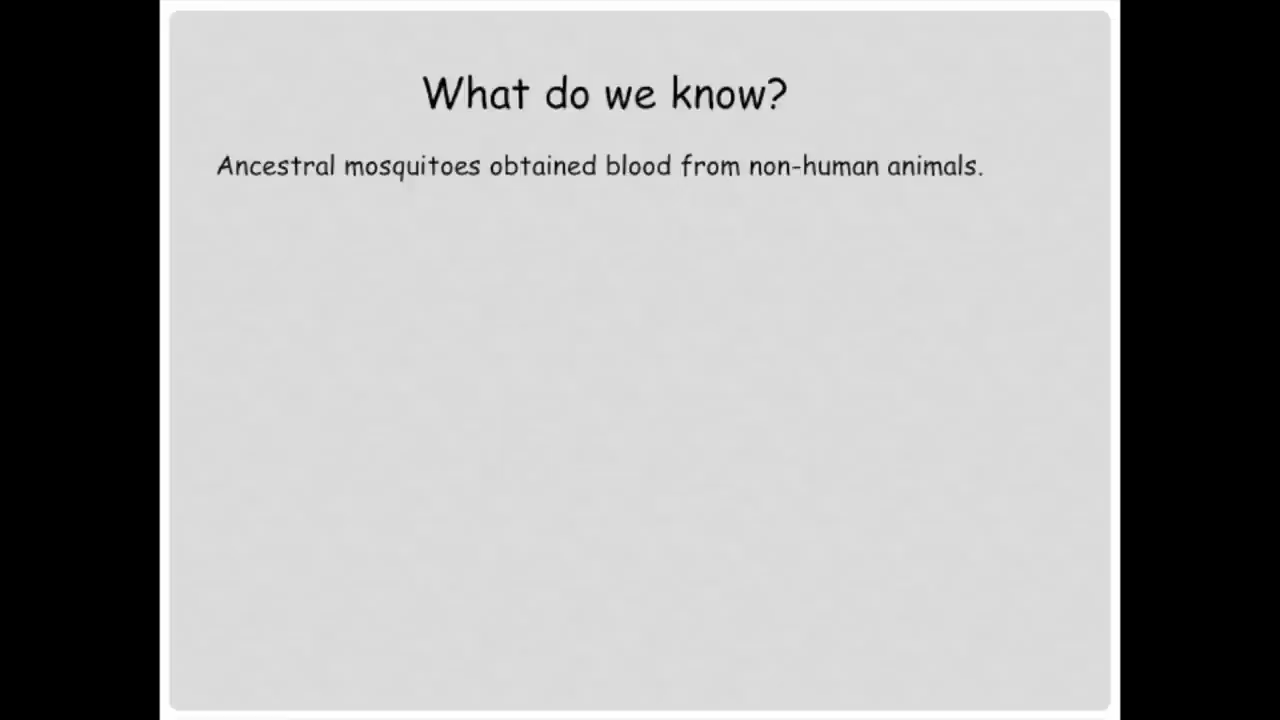 What do we know?
Ancestral mosquitoes obtained blood from non-human animals.